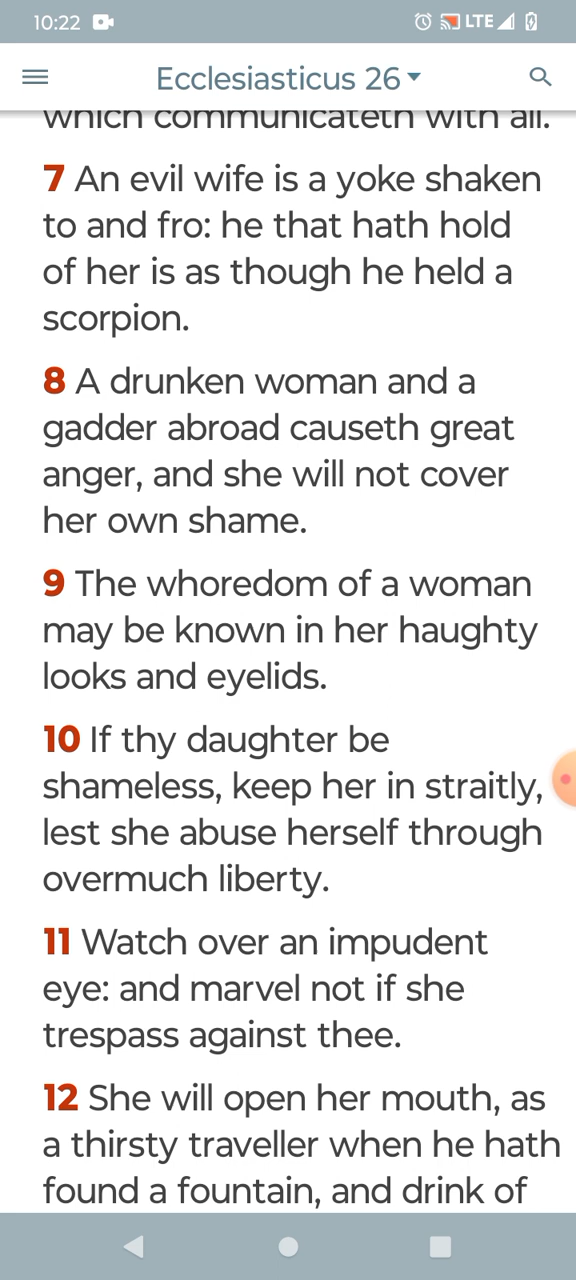 10:22 LTE
Ecclesiasticus 26
which communicateth with all.
7 An evil wife is a yoke shaken
to and fro: he that hath hold
of her is as though he held a
scorpion.
8 A drunken woman and a
gadder abroad causeth great
anger, and she will not cover
her own shame.
9 The whoredom of a woman
may be known in her haughty
looks and eyelids.
10 If thy daughter be
shameless, keep her in straitly,
lest she abuse herself through
overmuch liberty.
11 Watch over an impudent
eye: and marvel not if she
trespass against thee.
12 She will open her mouth, as
a thirsty traveller when he hath
found a fountain, and drink of